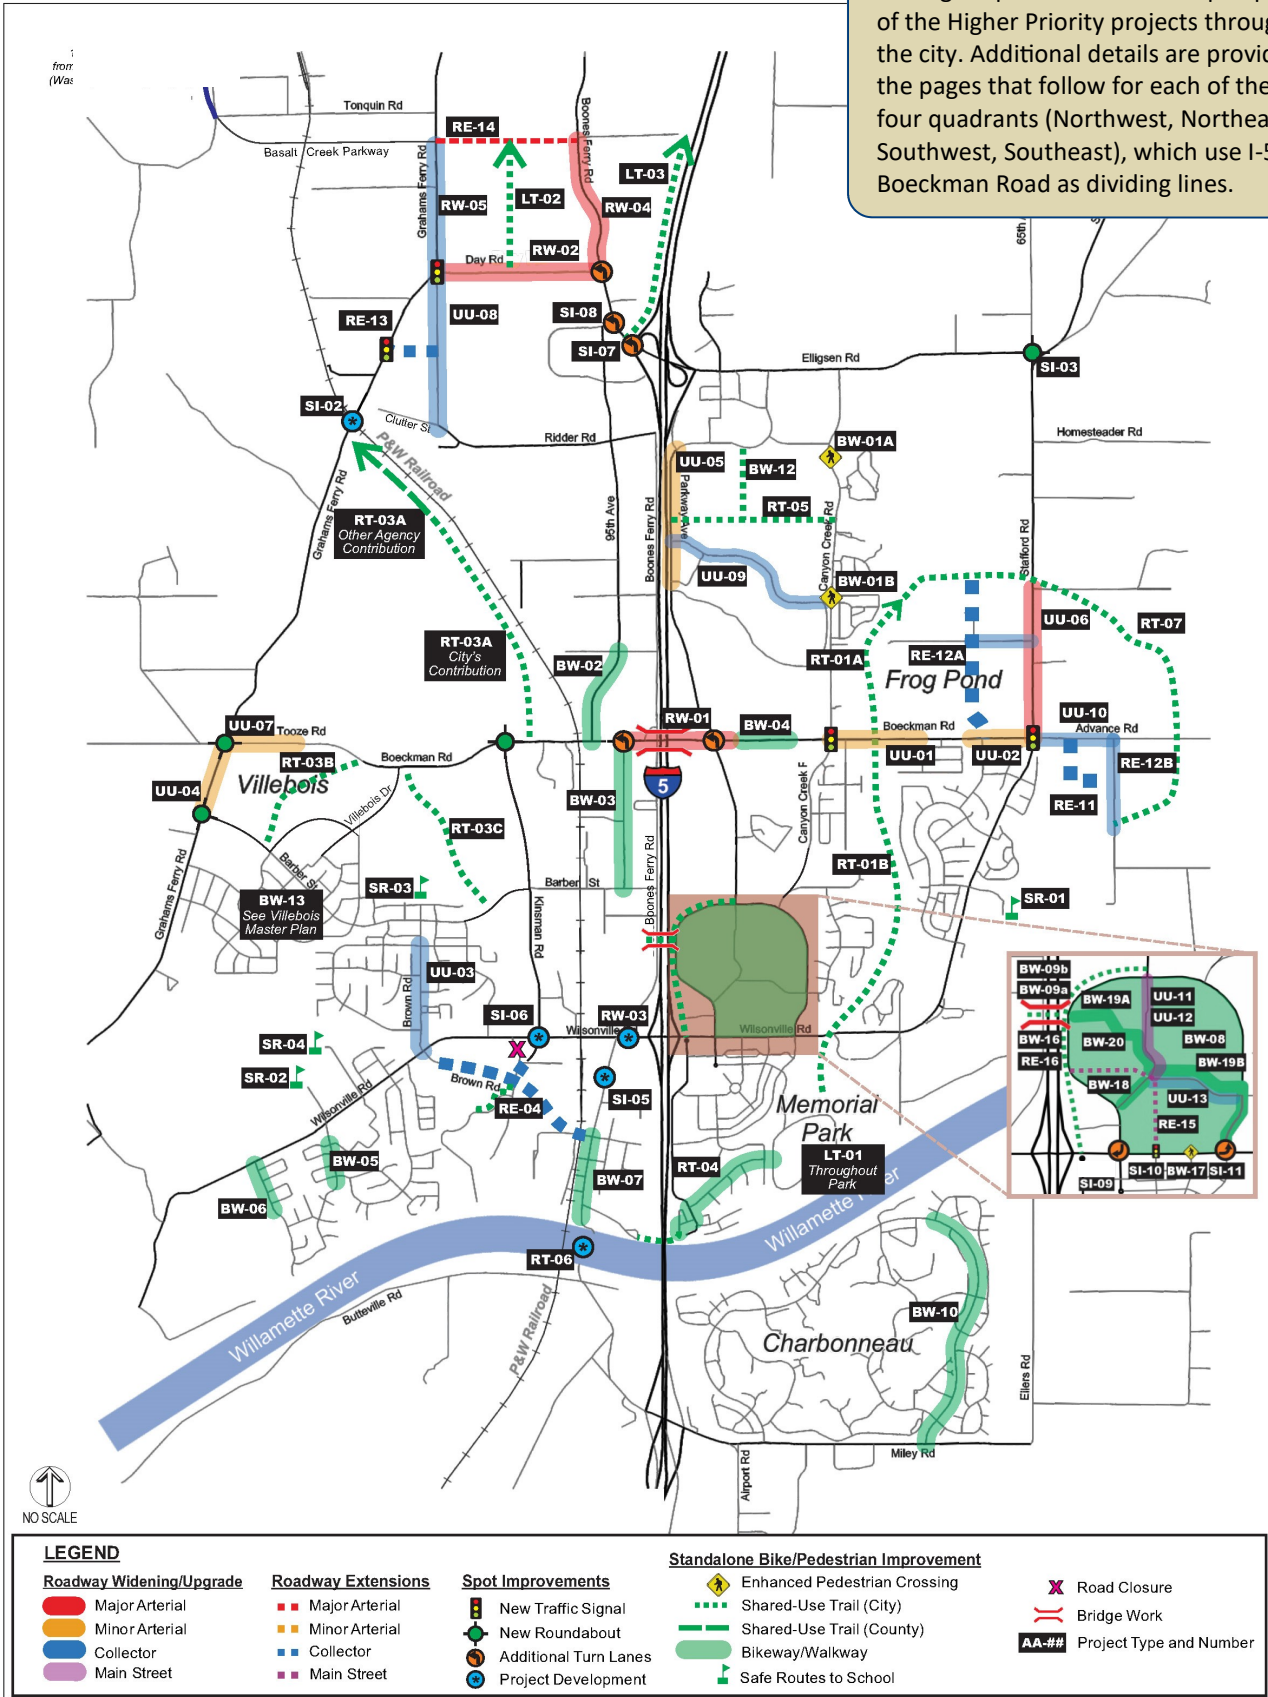 of the Higher Priority projects throug
the city. Additional details are provid
the pages that follow for each of the
four quadrants (Northwest, Northea
Southwest, Southeast), which use I-5
Boeckman Road as dividing lines.
from
(Was
Tonquin Rd
RE-14
Basalt Creek Parkway
Boones Ferry Rd
Grahams Ferry Rd
LT-03
RW-05
LT-02
RW-04
65th
RW-02
Day Rd
UU-08
SI-08
RE-13
SI-07
Elligsen Rd
SI-03
SI-02
Clutter St
Ridder Rd
P&W Railroad
Homesteader Rd
BW-01A
UU-05
BW-12
Parkway Ave
RT-05
Grahams Ferry Rd
95th Ave
Boones Ferry Rd
Canyon Creek Rd
Stafford Rd
RT-03A
Other Agency
Contribution
UU-09
BW-01B
UU-06
RT-07
RT-03A
City's
Contribution
BW-02
RT-01A
RE-12A
Frog Pond
RW-01
BW-04
UU-10
UU-07
Tooze Rd
Boeckman Rd
Advance Rd
RT-03B
Boeckman Rd
UU-01
UU-02
RE-12B
Villebois
UU-04
5
BW-03
RE-11
Villebois Dr
Canyon Creek F
RT-03C
Barber St
RT-01B
SR-03
Barber St
Boones Ferry Rd
SR-01
Grahams Ferry Rd
BW-13
See Villebois
Master Plan
Kinsman Rd
UU-03
Brown Rd
BW-09b
BW-09a
BW-19A
UU-11
UU-12
BW-16
BW-20
BW-08
RE-16
BW-19B
BW-18
UU-13
RE-15
SI-10
BW-17
SI-11
SI-09
SI-06
RW-03
Wilsonville
Wilsonville Rd
SR-04
SR-02
Brown Rd
SI-05
Wilsonville Rd
RE-04
Memorial
Park
LT-01
Throughout
Park
BW-05
RT-04
BW-07
BW-06
Willamette River
RT-06
Willamette River
Butteville Rd
P&W Railroad
BW-10
Charbonneau
Eilers Rd
Miley Rd
Airport Rd
NO SCALE
LEGEND
Roadway Widening/Upgrade
Major Arterial
Minor Arterial
Collector
Main Street
Roadway Extensions
Major Arterial
Minor Arterial
Collector
Main Street
Spot Improvements
New Traffic Signal
New Roundabout
Additional Turn Lanes
Project Development
Standalone Bike/Pedestrian Improvement
Enhanced Pedestrian Crossing
Shared-Use Trail (City)
Shared-Use Trail (County)
Bikeway/Walkway
Safe Routes to School
X Road Closure
Bridge Work
AA-## Project Type and Number